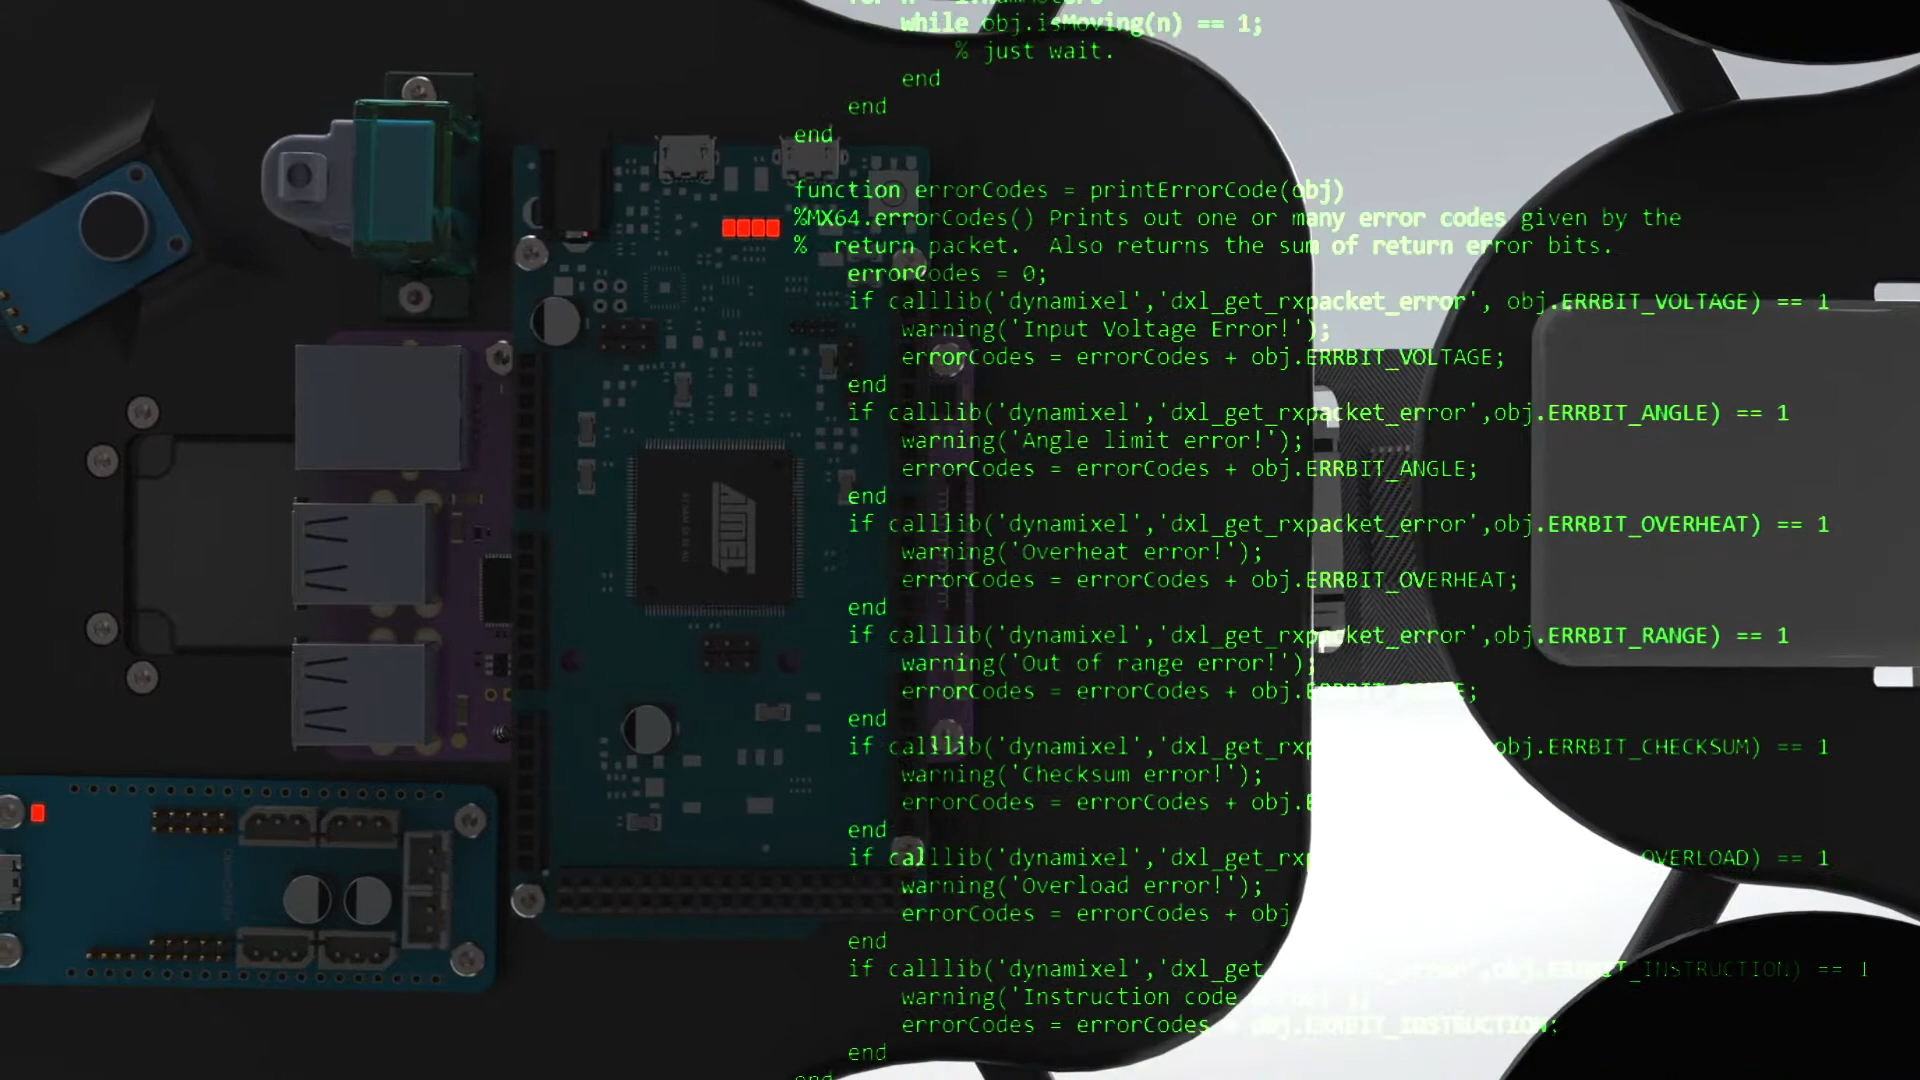 while obj.isMoving(n) == 1;
% just wait.
end
end
end
function errorCodes = printErrorCode(obj)
%MX64.errorCodes() Prints out one or many error codes given by the
% return packet. Also returns the sum of return error bits.
errorCodes = 0;
if calllib('dynamixel','dxl_get_rxpacket_error', obj.ERRBIT_VOLTAGE) == 1
warning('Input Voltage Error!');
errorCodes = errorCodes + obj.ERRBIT_VOLTAGE;
end
if calllib('dynamixel','dxl_get_rxpacket_error',obj.ERRBIT_ANGLE) == 1
warning('Angle limit error!');
errorCodes = errorCodes + obj.ERRBIT_ANGLE;
end
if calllib('dynamixel','dxl_get_rxpacket_error',obj.ERRBIT_OVERHEAT) == 1
warning('Overheat error!');
errorCodes = errorCodes + obj.ERRBIT_OVERHEAT;
end
if calllib('dynamixel','dxl_get_rxpacket_error',obj.ERRBIT_RANGE) == 1
warning('Out of range error!');
errorCodes = errorCodes +
end
if calllib('dynamixel','dxl_get_rxp obj.ERRBIT_CHECKSUM) == 1
warning('Checksum error!');
errorCodes = errorCodes + obj.E
end
if calllib('dynamixel','dxl_get_rxp OVERLOAD) == 1
warning('Overload error!');
errorCodes = errorCodes + obj
end
if calllib('dynamixel','dxl_get ,obj.ERRBIT_INSTRUCTION) == 1
warning('Instruction code
errorCodes = errorCodes + obj.ERRBIT_INSTRUCTION;
end
ATMEL